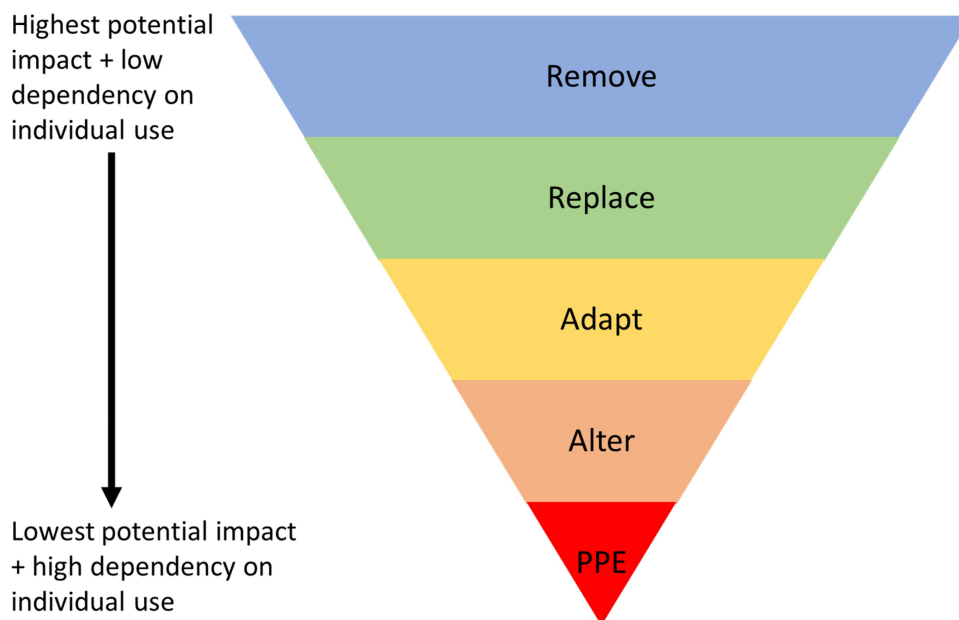 Highest potential
impact + low
dependency on
individual use
Remove
Replace
Adapt
Alter
PPE
Lowest potential impact
+ high dependency on
individual use